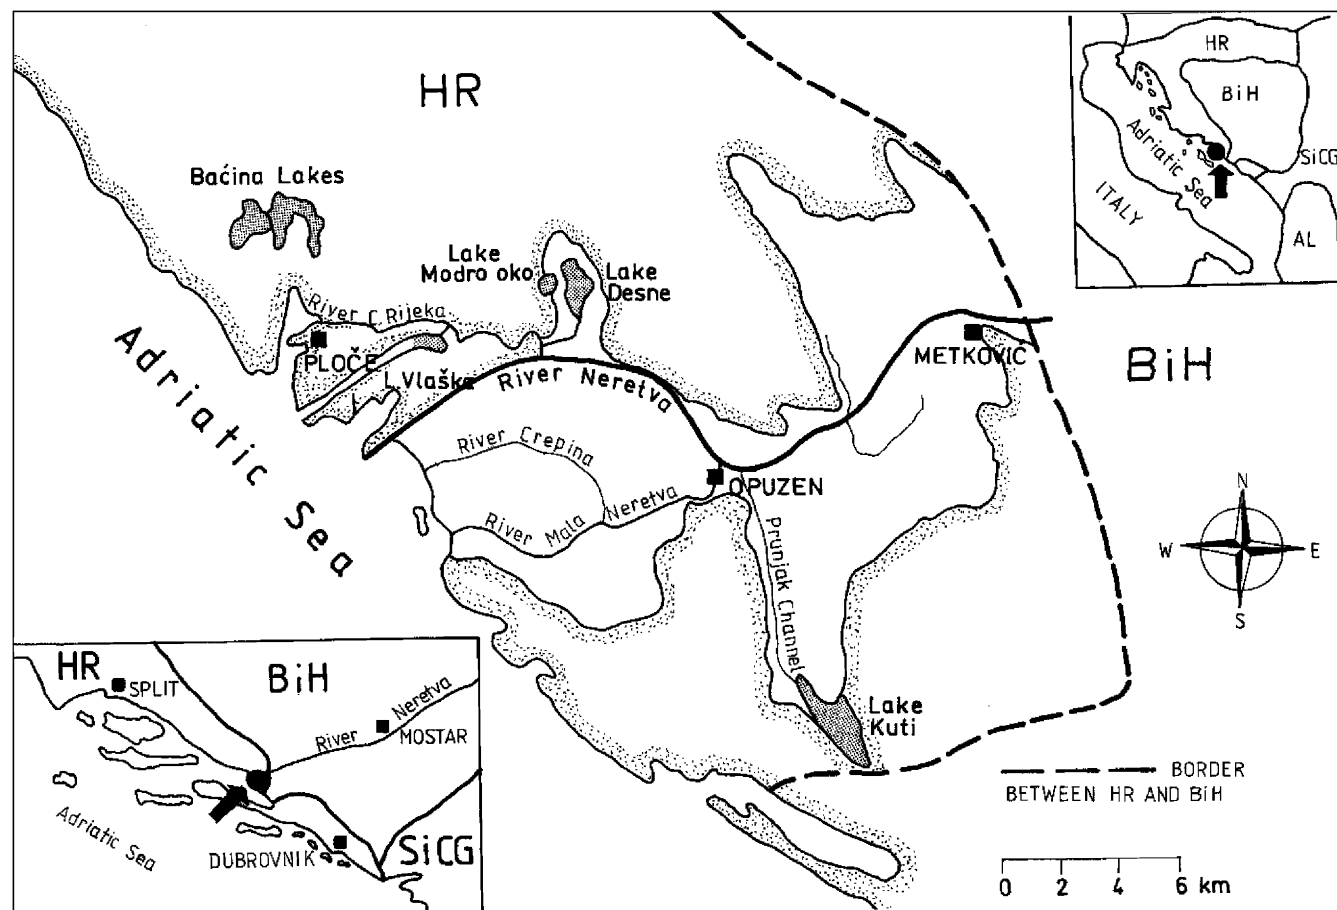 HR
Baćina Lakes
Lake
Modro oko
Lake
Desne
River C. Rijeka
PLOČE
L.Vlaška
River Neretva
METKOVIĆ
BiH
Adriatic Sea
River Crepina
OPUZEN
River Mala Neretva
Prunjak Channel
Lake
Kuti
N
W
E
S
BORDER
BETWEEN HR AND BiH
0 2 4 6 km
HR
BiH
Adriatic Sea
SiCG
ITALY
AL
HR
SPLIT
BiH
River Neretva
MOSTAR
Adriatic Sea
DUBROVNIK
SiCG